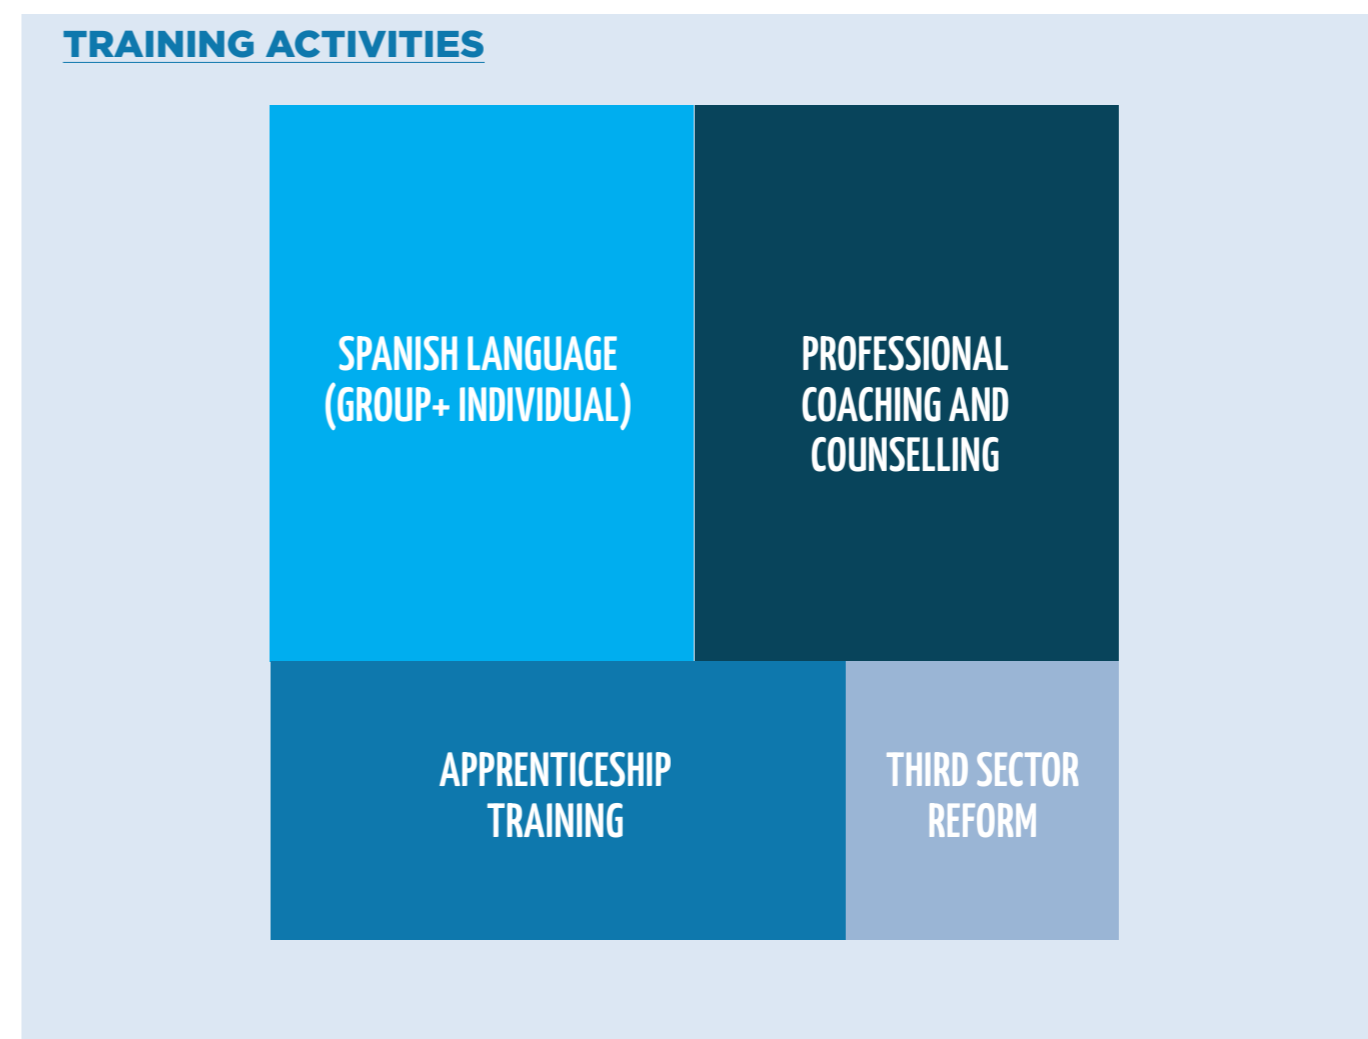 TRAINING ACTIVITIES
SPANISH LANGUAGE
(GROUP+ INDIVIDUAL)
PROFESSIONAL
COACHING AND
COUNSELLING
APPRENTICESHIP
TRAINING
THIRD SECTOR
REFORM